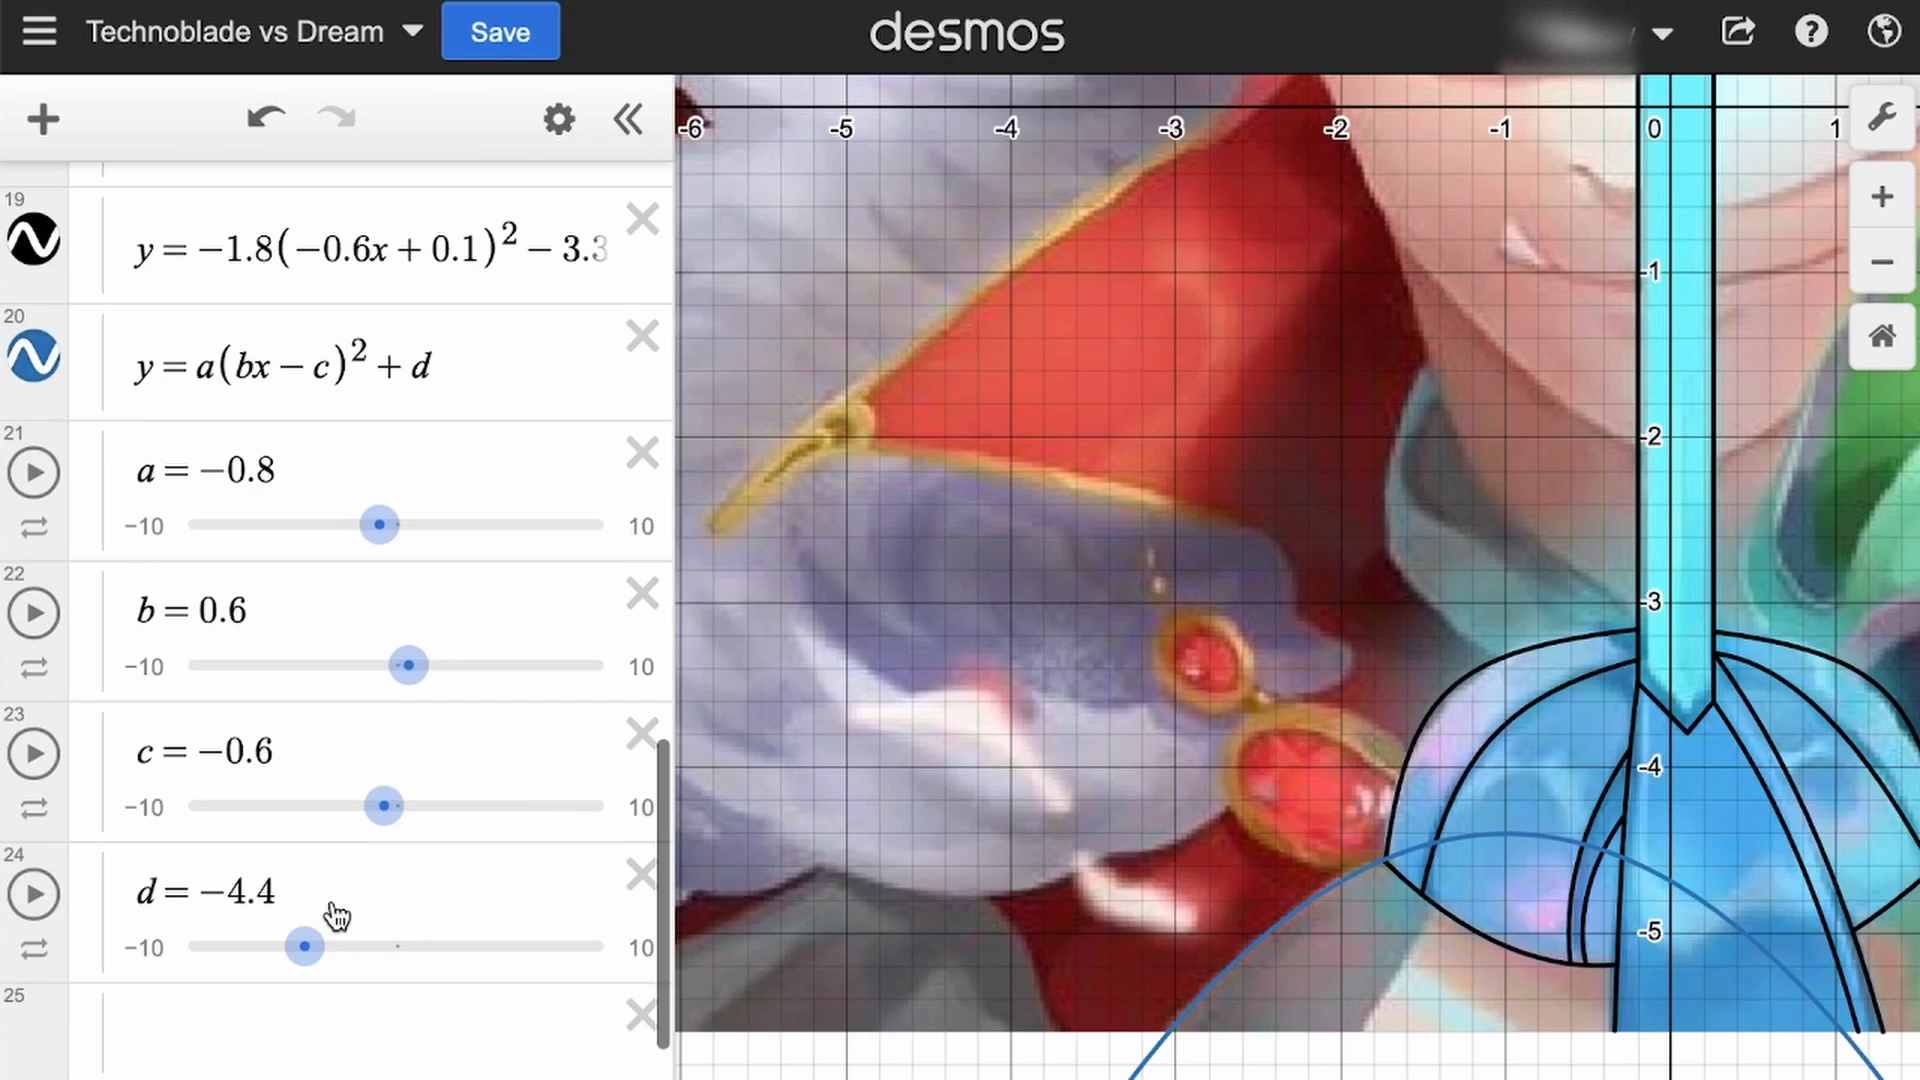 Technoblade vs Dream
Save
desmos
19
y = −1.8(−0.6x + 0.1)² − 3.3
20
y = a(bx − c)² + d
21
a = −0.8
−10
10
22
b = 0.6
−10
10
23
c = −0.6
−10
10
24
d = −4.4
−10
10
25
-6 -5 -4 -3 -2 -1 0 1
-1
-2
-3
-4
-5